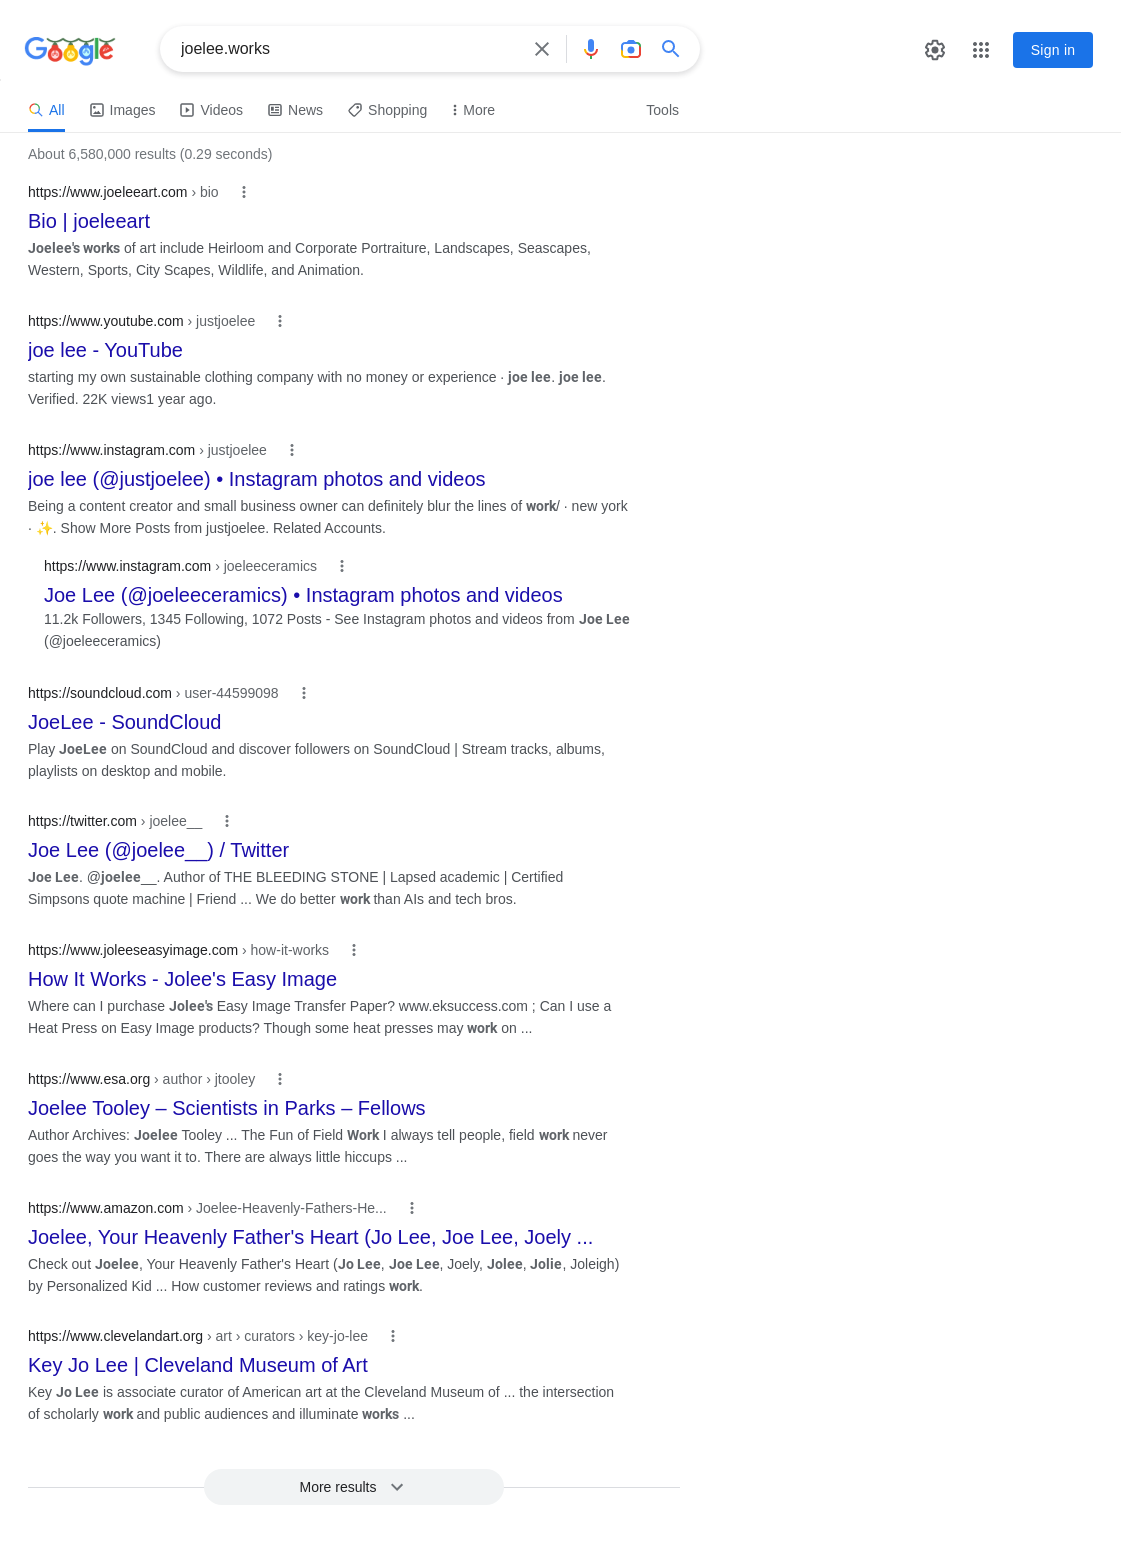 Google
joelee.works
Sign in
All Images Videos News Shopping More Tools
About 6,580,000 results (0.29 seconds)
https://www.joeleeart.com › bio
Bio | joeleeart
Joelee's works of art include Heirloom and Corporate Portraiture, Landscapes, Seascapes,
Western, Sports, City Scapes, Wildlife, and Animation.
https://www.youtube.com › justjoelee
joe lee - YouTube
starting my own sustainable clothing company with no money or experience · joe lee. joe lee.
Verified. 22K views1 year ago.
https://www.instagram.com › justjoelee
joe lee (@justjoelee) • Instagram photos and videos
Being a content creator and small business owner can definitely blur the lines of work/ · new york
· ✨. Show More Posts from justjoelee. Related Accounts.
https://www.instagram.com › joeleeceramics
Joe Lee (@joeleeceramics) • Instagram photos and videos
11.2k Followers, 1345 Following, 1072 Posts - See Instagram photos and videos from Joe Lee
(@joeleeceramics)
https://soundcloud.com › user-44599098
JoeLee - SoundCloud
Play JoeLee on SoundCloud and discover followers on SoundCloud | Stream tracks, albums,
playlists on desktop and mobile.
https://twitter.com › joelee__
Joe Lee (@joelee__) / Twitter
Joe Lee. @joelee__. Author of THE BLEEDING STONE | Lapsed academic | Certified
Simpsons quote machine | Friend ... We do better work than AIs and tech bros.
https://www.joleeseasyimage.com › how-it-works
How It Works - Jolee's Easy Image
Where can I purchase Jolee's Easy Image Transfer Paper? www.eksuccess.com ; Can I use a
Heat Press on Easy Image products? Though some heat presses may work on ...
https://www.esa.org › author › jtooley
Joelee Tooley – Scientists in Parks – Fellows
Author Archives: Joelee Tooley ... The Fun of Field Work I always tell people, field work never
goes the way you want it to. There are always little hiccups ...
https://www.amazon.com › Joelee-Heavenly-Fathers-He...
Joelee, Your Heavenly Father's Heart (Jo Lee, Joe Lee, Joely ...
Check out Joelee, Your Heavenly Father's Heart (Jo Lee, Joe Lee, Joely, Jolee, Jolie, Joleigh)
by Personalized Kid ... How customer reviews and ratings work.
https://www.clevelandart.org › art › curators › key-jo-lee
Key Jo Lee | Cleveland Museum of Art
Key Jo Lee is associate curator of American art at the Cleveland Museum of ... the intersection
of scholarly work and public audiences and illuminate works ...
More results